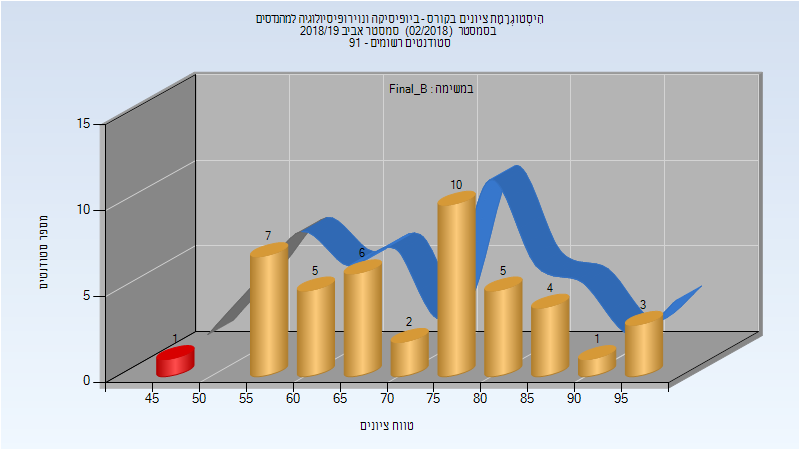 היסטוגרמת ציונים בקורס - ביופיסיקה ונוירופיסיולוגיה למהנדסים
בסמסטר (02/2018) סמסטר אביב 2018/19
סטודנטים רשומים - 91
במשימה : Final_B
מספר סטודנטים
15
10
5
0
1
7
5
6
2
10
5
4
1
3
45 50 55 60 65 70 75 80 85 90 95
טווח ציונים